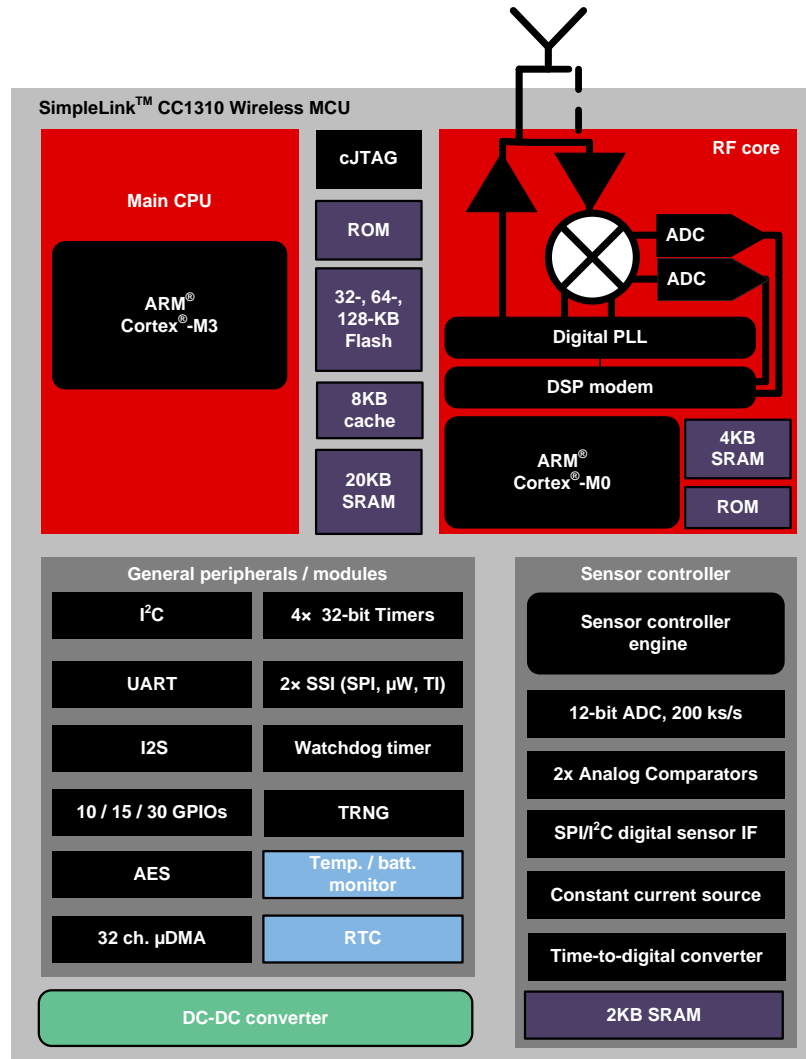 SimpleLink™ CC1310 Wireless MCU
Main CPU
ARM®
Cortex®-M3
cJTAG
ROM
32-, 64-,
128-KB
Flash
8KB
cache
20KB
SRAM
RF core
ADC
ADC
Digital PLL
DSP modem
ARM®
Cortex®-M0
4KB
SRAM
ROM
General peripherals / modules
I²C
4× 32-bit Timers
UART
2× SSI (SPI, µW, TI)
I2S
Watchdog timer
10 / 15 / 30 GPIOs
TRNG
AES
Temp. / batt.
monitor
32 ch. µDMA
RTC
DC-DC converter
Sensor controller
Sensor controller
engine
12-bit ADC, 200 ks/s
2x Analog Comparators
SPI/I²C digital sensor IF
Constant current source
Time-to-digital converter
2KB SRAM